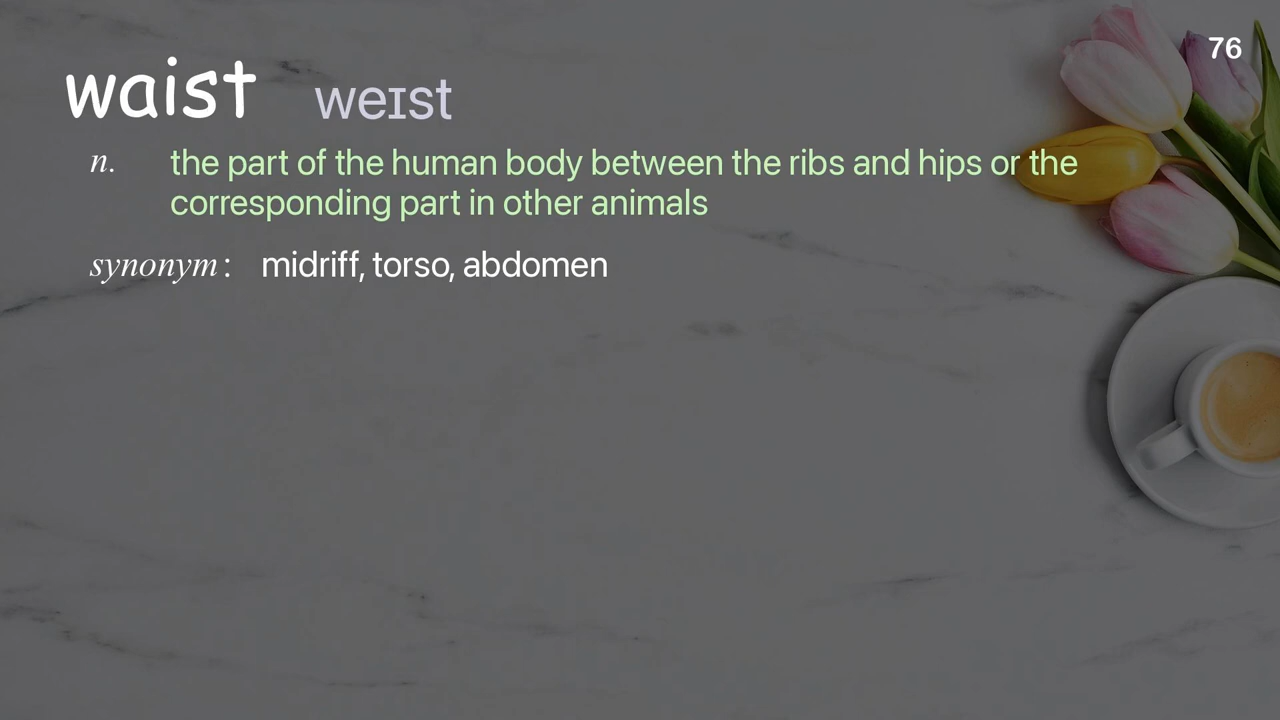 76
waist weɪst
n. the part of the human body between the ribs and hips or the
corresponding part in other animals
synonym: midriff, torso, abdomen